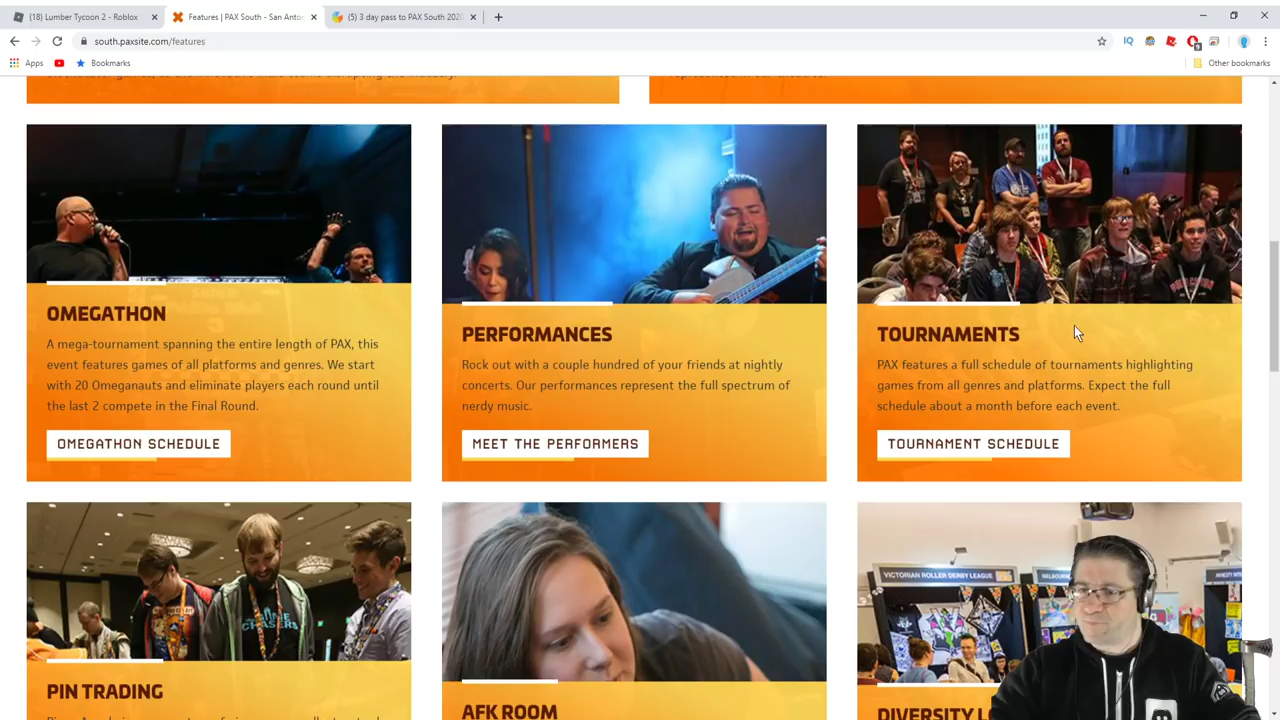 (18) Lumber Tycoon 2 - Roblox
Features | PAX South - San Anto
(5) 3 day pass to PAX South 2020
south.paxsite.com/features
Apps
Bookmarks
Other bookmarks
OMEGATHON
A mega-tournament spanning the entire length of PAX, this
event features games of all platforms and genres. We start
with 20 Omeganauts and eliminate players each round until
the last 2 compete in the Final Round.
OMEGATHON SCHEDULE
PERFORMANCES
Rock out with a couple hundred of your friends at nightly
concerts. Our performances represent the full spectrum of
nerdy music.
MEET THE PERFORMERS
TOURNAMENTS
PAX features a full schedule of tournaments highlighting
games from all genres and platforms. Expect the full
schedule about a month before each event.
TOURNAMENT SCHEDULE
VICTORIAN ROLLER DERBY LEAGUE
PIN TRADING
AFK ROOM
DIVERSITY L